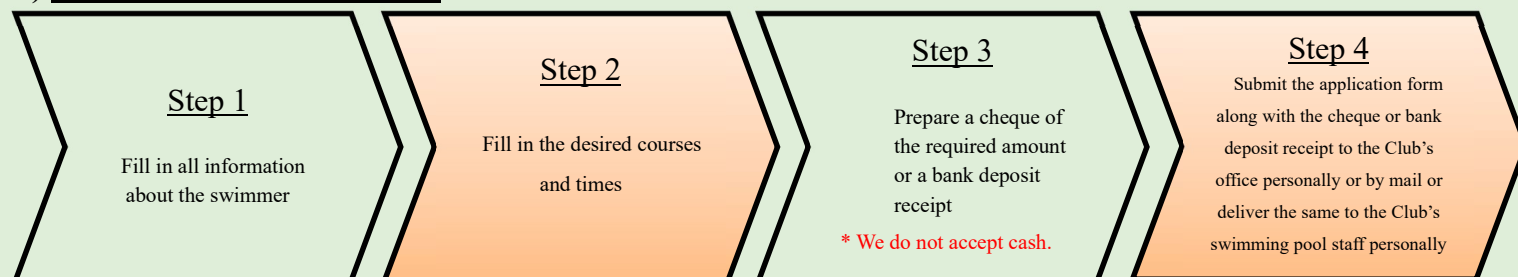 Step 1
Fill in all information
about the swimmer
Step 2
Fill in the desired courses
and times
Step 3
Prepare a cheque of
the required amount
or a bank deposit
receipt
* We do not accept cash.
Step 4
Submit the application form
along with the cheque or bank
deposit receipt to the Club’s
office personally or by mail or
deliver the same to the Club’s
swimming pool staff personally